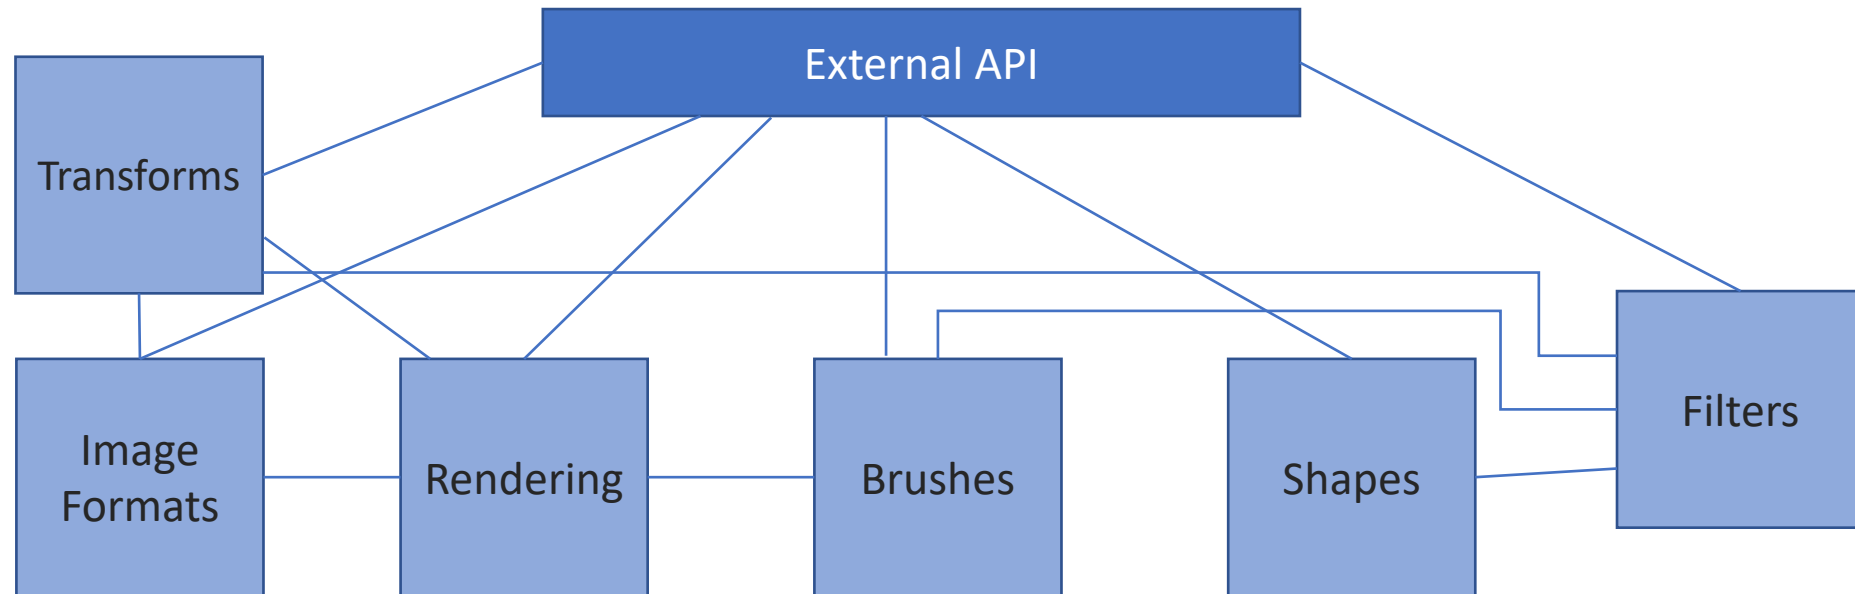 External API
Transforms
Image
Formats
Rendering
Brushes
Shapes
Filters